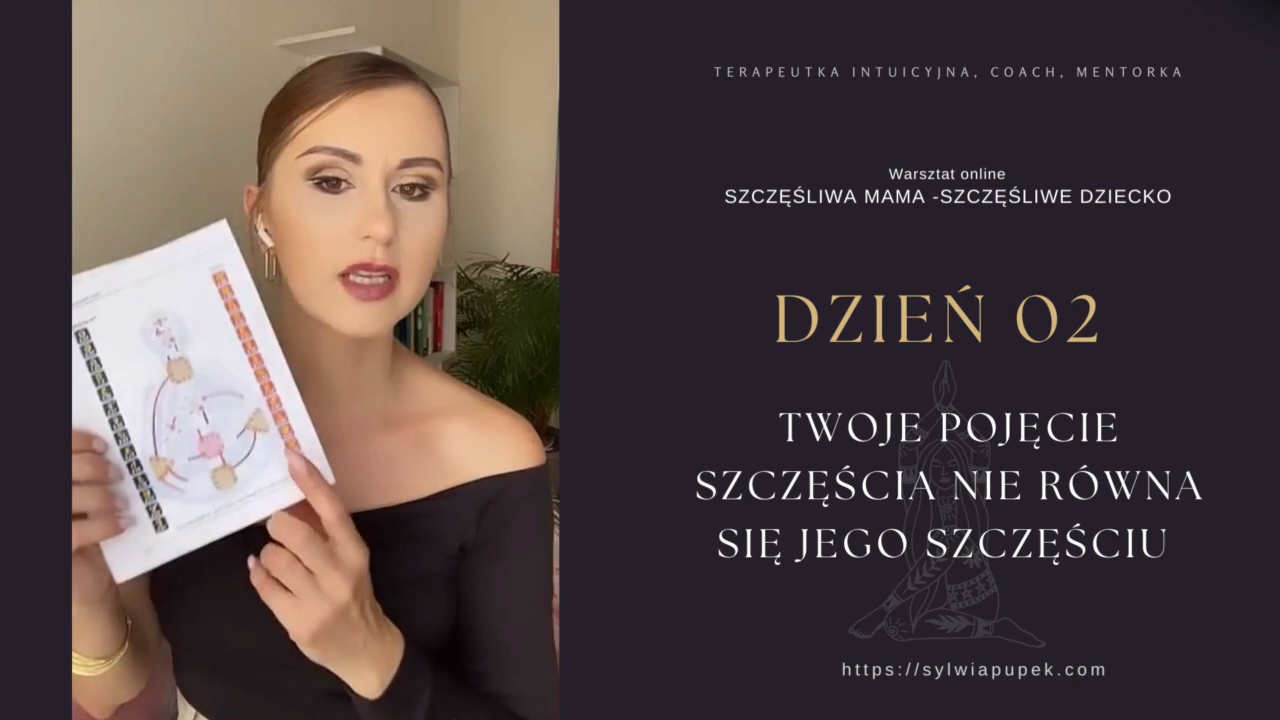 TERAPEUTKA INTUICYJNA, COACH, MENTORKA
Warsztat online
SZCZĘŚLIWA MAMA -SZCZĘŚLIWE DZIECKO
DZIEŃ 02
TWOJE POJĘCIE
SZCZĘŚCIA NIE RÓWNA
SIĘ JEGO SZCZĘŚCIU
https://sylwiapupek.com